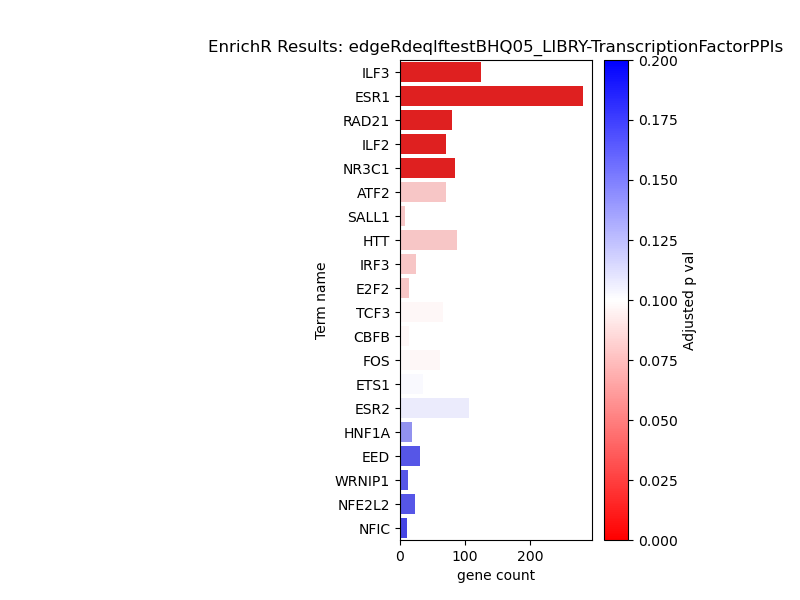 EnrichR Results: edgeRdeqlftestBHQ05_LIBRY-TranscriptionFactorPPIs
ILF3
ESR1
RAD21
ILF2
NR3C1
ATF2
SALL1
HTT
IRF3
E2F2
TCF3
CBFB
FOS
ETS1
ESR2
HNF1A
EED
WRNIP1
NFE2L2
NFIC
Term name
0 100 200
gene count
0.200
0.175
0.150
0.125
0.100
0.075
0.050
0.025
0.000
Adjusted p val